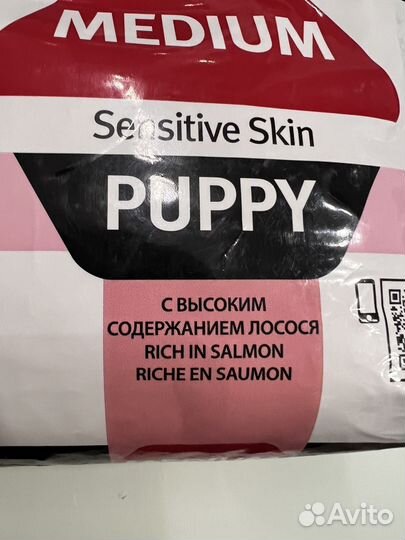 MEDIUM
Sensitive Skin
PUPPY
С ВЫСОКИМ
СОДЕРЖАНИЕМ ЛОСОСЯ
RICH IN SALMON
RICHE EN SAUMON
Avito